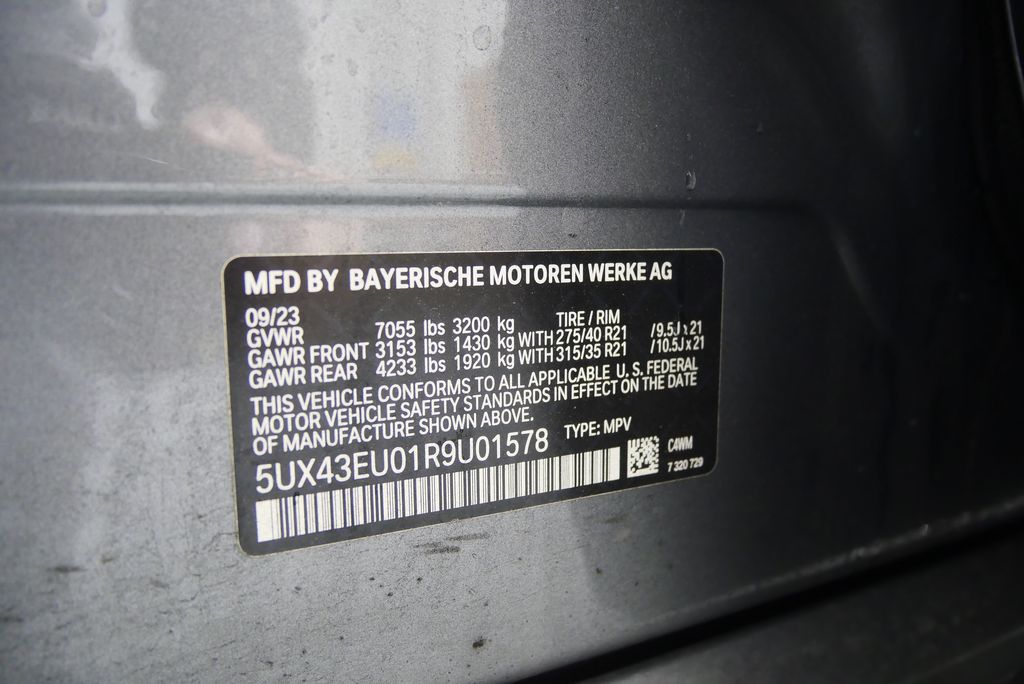 MFD BY BAYERISCHE MOTOREN WERKE AG
09/23 TIRE / RIM
GVWR 7055 lbs 3200 kg
GAWR FRONT 3153 lbs 1430 kg WITH 275/40 R21 /9.5J x 21
GAWR REAR 4233 lbs 1920 kg WITH 315/35 R21 /10.5J x 21
THIS VEHICLE CONFORMS TO ALL APPLICABLE U. S. FEDERAL
MOTOR VEHICLE SAFETY STANDARDS IN EFFECT ON THE DATE
OF MANUFACTURE SHOWN ABOVE.
5UX43EU01R9U01578 TYPE: MPV
C4WM
7 320 729